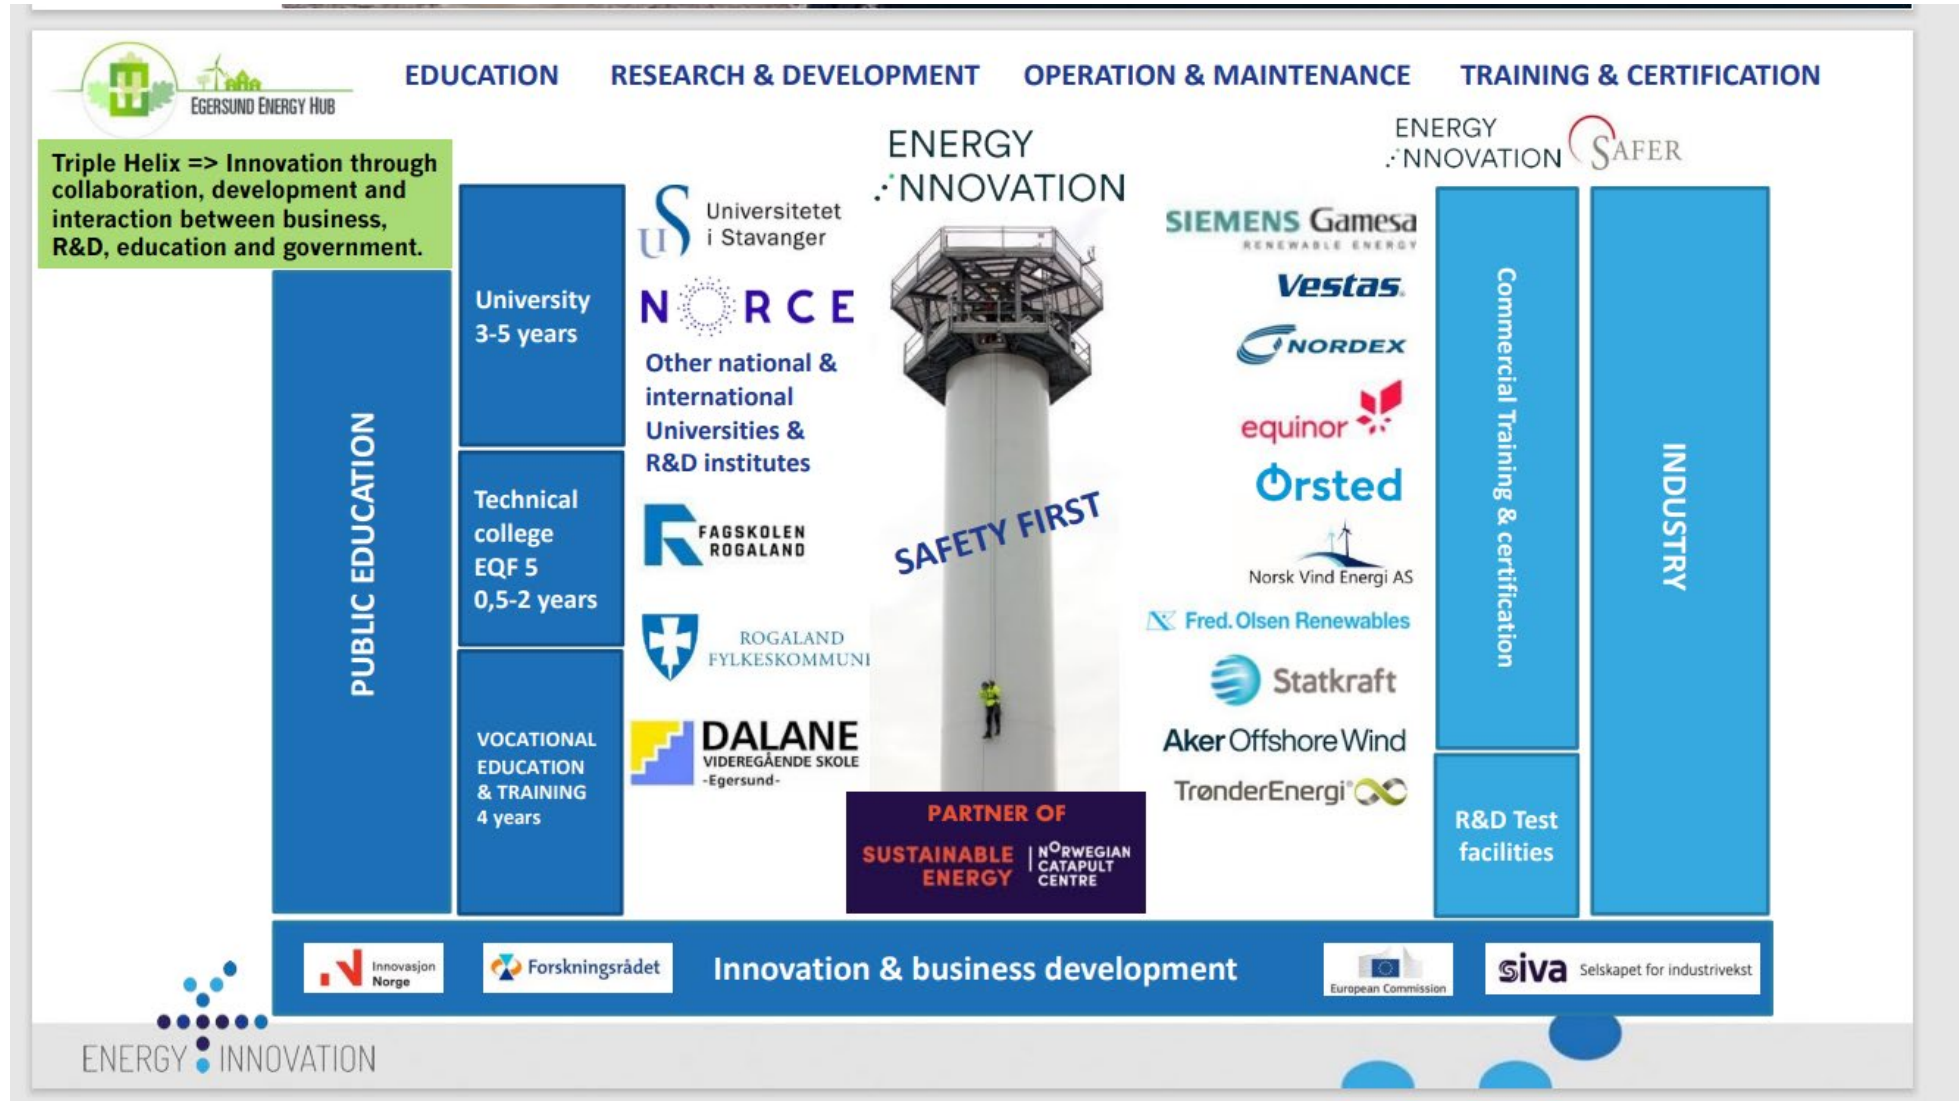 EGERSUND ENERGY HUB
EDUCATION
RESEARCH & DEVELOPMENT
OPERATION & MAINTENANCE
TRAINING & CERTIFICATION
Triple Helix => Innovation through
collaboration, development and
interaction between business,
R&D, education and government.
PUBLIC EDUCATION
University
3-5 years
Technical
college
EQF 5
0,5-2 years
VOCATIONAL
EDUCATION
& TRAINING
4 years
US
Universitetet
i Stavanger
NORCE
Other national &
international
Universities &
R&D institutes
FAGSKOLEN
ROGALAND
ROGALAND
FYLKESKOMMUNE
DALANE
VIDEREGÅENDE SKOLE
-Egersund-
ENERGY
INNOVATION
SAFETY FIRST
PARTNER OF
SUSTAINABLE
ENERGY
NORWEGIAN
CATAPULT
CENTRE
ENERGY
INNOVATION
SAFER
SIEMENS Gamesa
RENEWABLE ENERGY
Vestas
NORDEX
equinor
Ørsted
Norsk Vind Energi AS
Fred. Olsen Renewables
Statkraft
Aker Offshore Wind
TrønderEnergi
Commercial Training & certification
R&D Test
facilities
INDUSTRY
Innovasjon
Norge
Forskningsrådet
Innovation & business development
European Commission
siva Selskapet for industrivekst
ENERGY INNOVATION